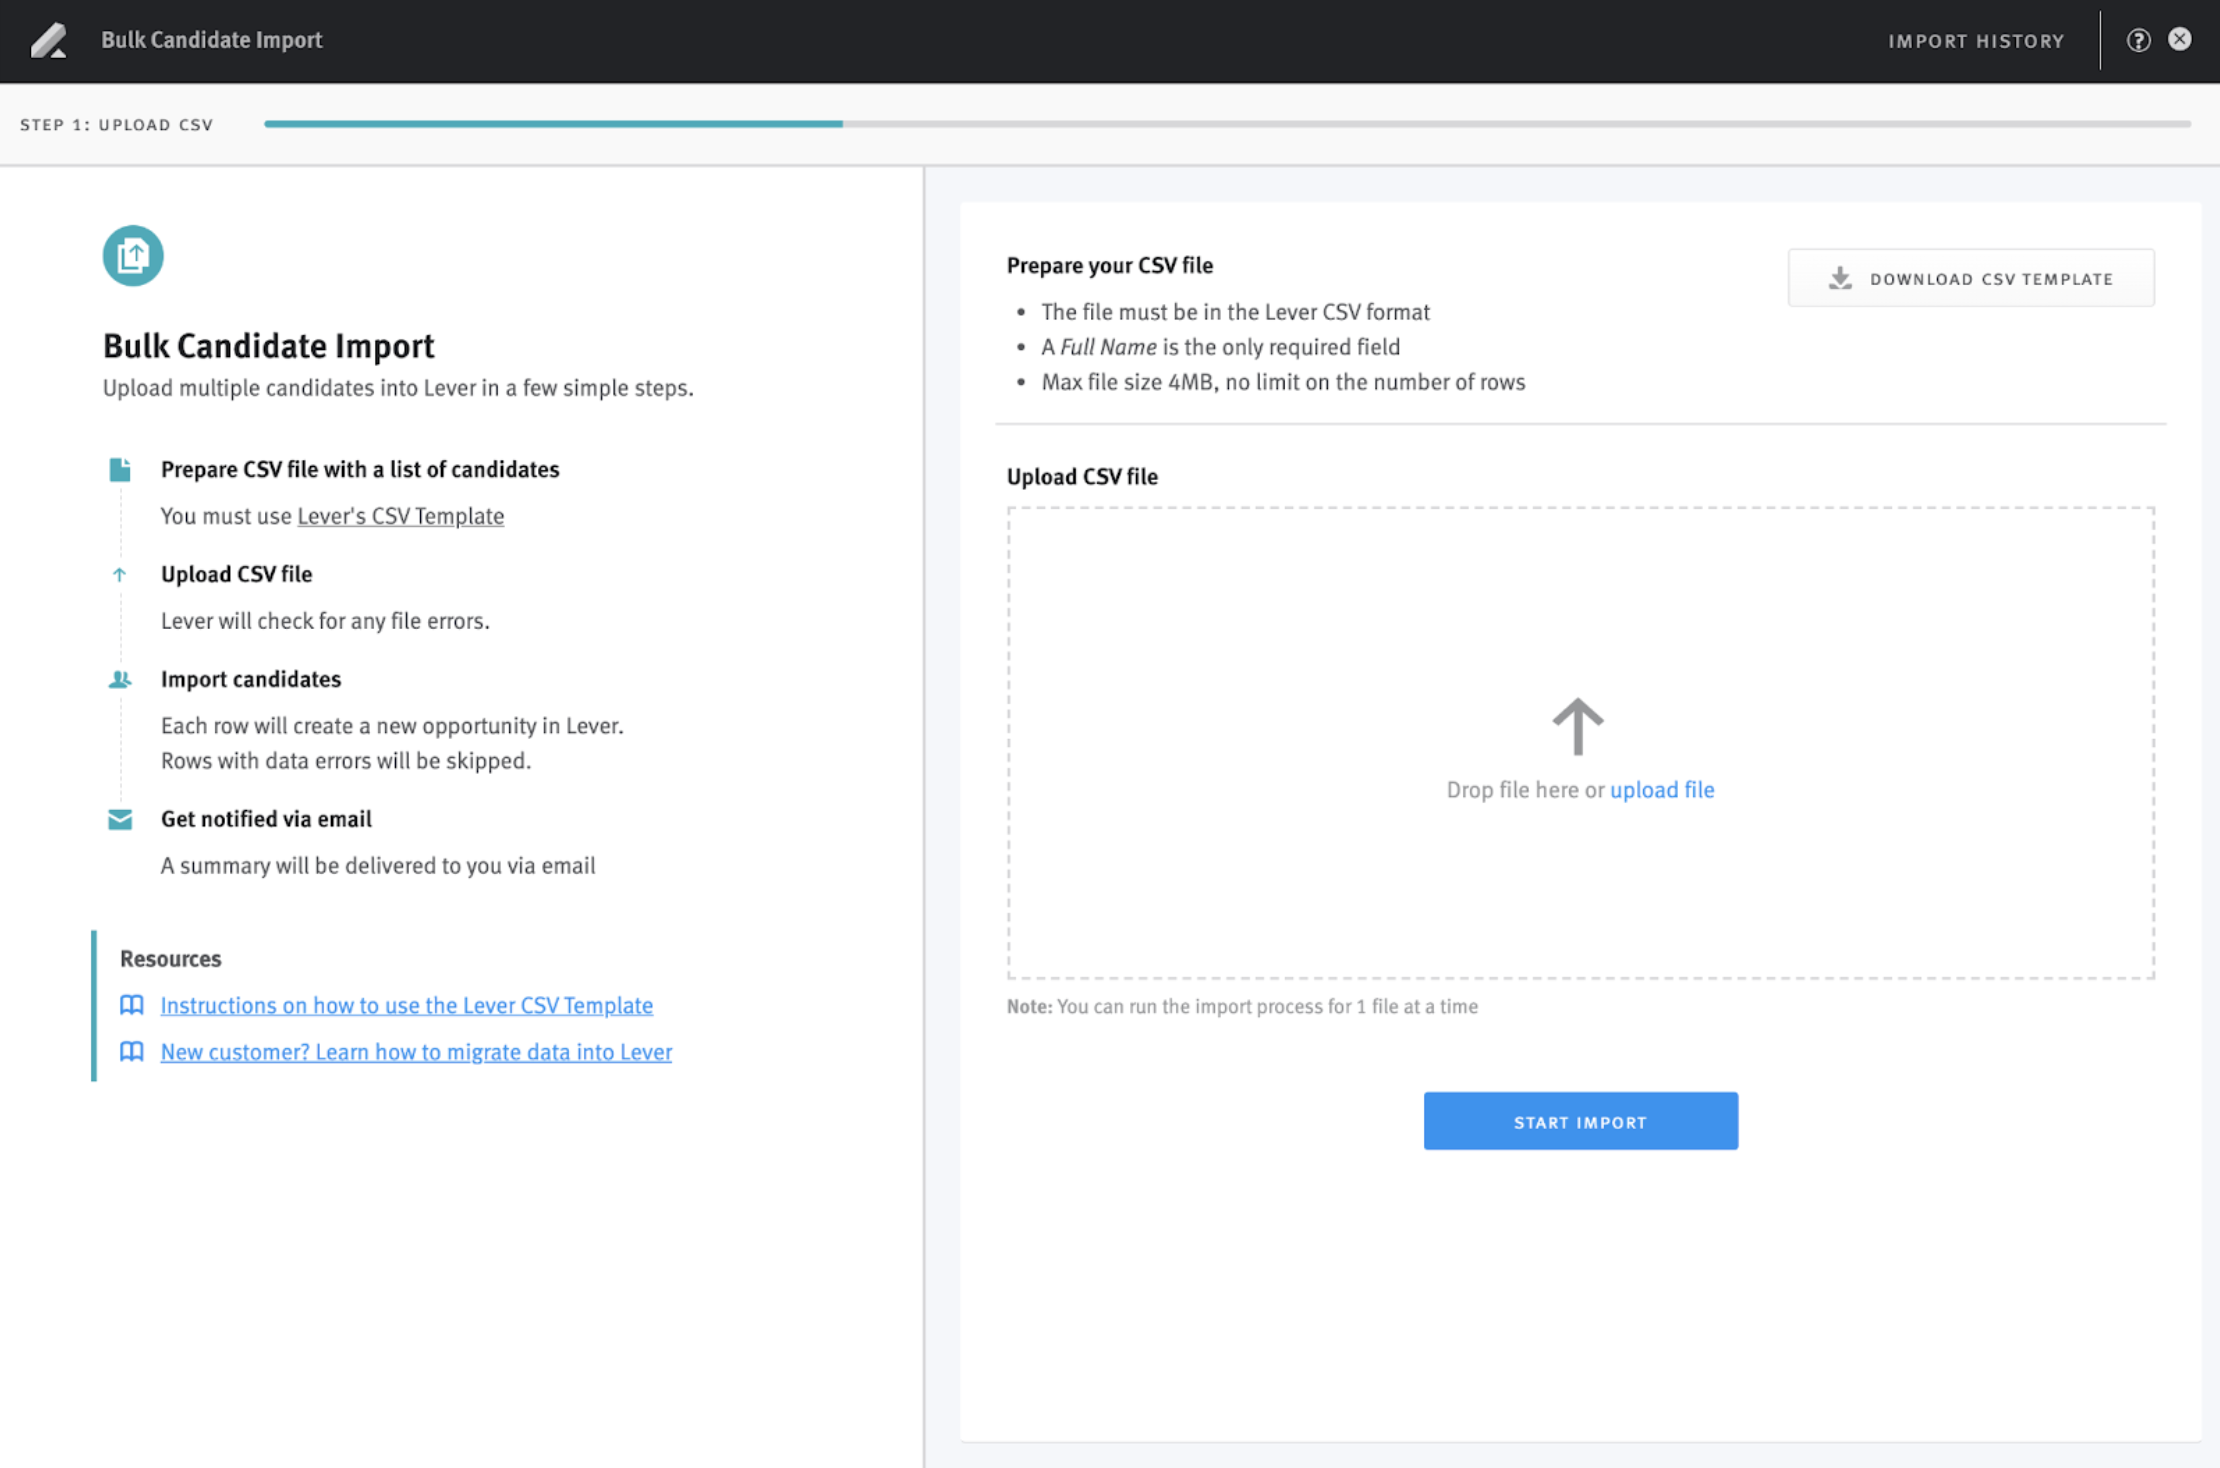 Bulk Candidate Import
IMPORT HISTORY
STEP 1: UPLOAD CSV
Bulk Candidate Import
Upload multiple candidates into Lever in a few simple steps.
Prepare CSV file with a list of candidates
You must use Lever's CSV Template
Upload CSV file
Lever will check for any file errors.
Import candidates
Each row will create a new opportunity in Lever.
Rows with data errors will be skipped.
Get notified via email
A summary will be delivered to you via email
Resources
Instructions on how to use the Lever CSV Template
New customer? Learn how to migrate data into Lever
Prepare your CSV file
DOWNLOAD CSV TEMPLATE
• The file must be in the Lever CSV format
• A Full Name is the only required field
• Max file size 4MB, no limit on the number of rows
Upload CSV file
Drop file here or upload file
Note: You can run the import process for 1 file at a time
START IMPORT